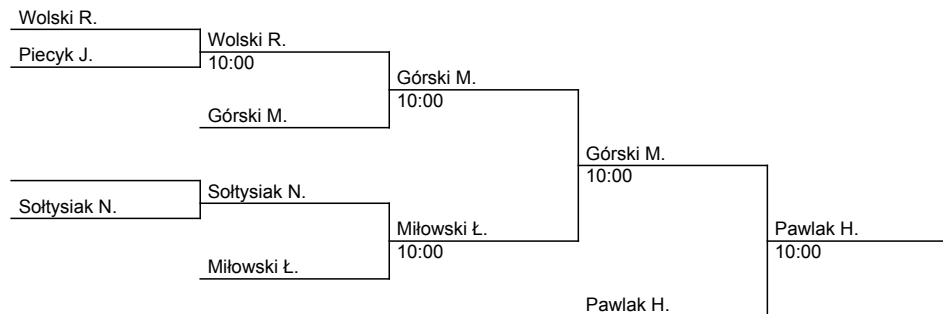 Wolski R.
Piecyk J.
Wolski R.
10:00
Górski M.
Górski M.
10:00
Sołtysiak N.
Sołtysiak N.
Miłowski Ł.
Miłowski Ł.
10:00
Górski M.
10:00
Pawlak H.
Pawlak H.
10:00